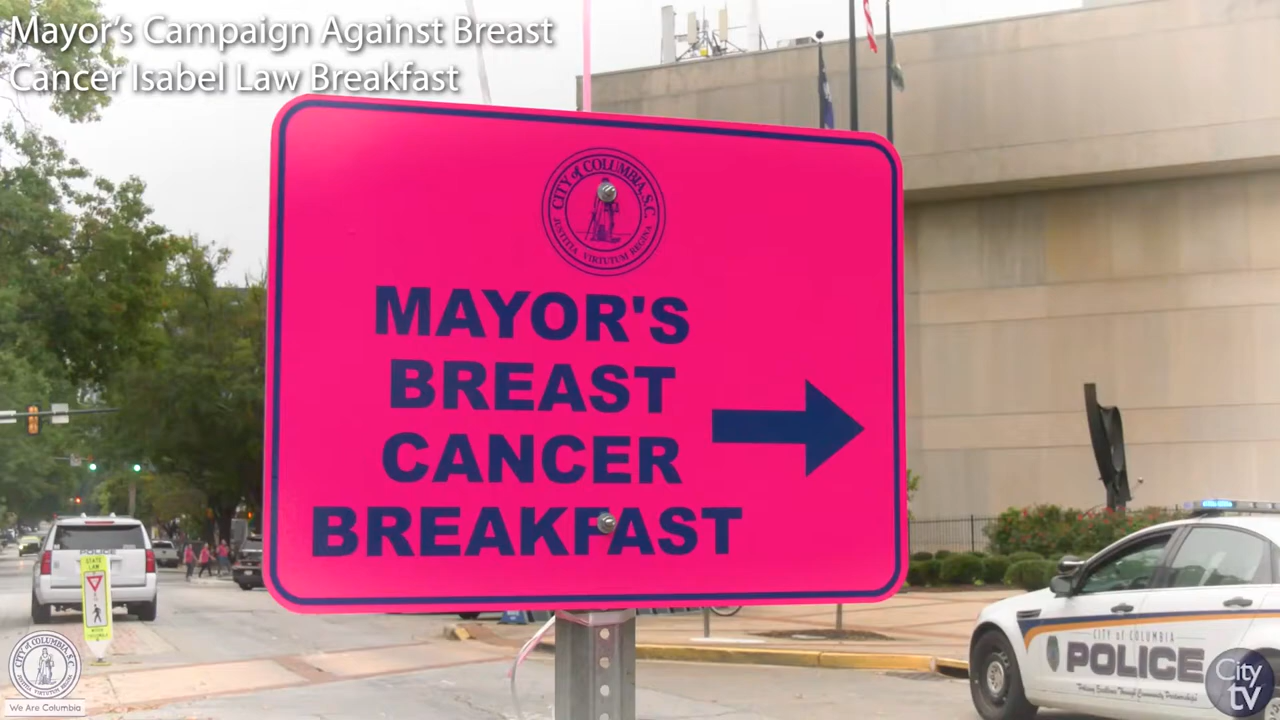 Mayor's Campaign Against Breast
Cancer Isabel Law Breakfast
CITY of COLUMBIA, S.C.
JUSTITIA VIRTUTUM REGINA
MAYOR'S
BREAST
CANCER
BREAKFAST
POLICE
STATE
LAW
CITY OF COLUMBIA
POLICE
We Are Columbia
City
tv